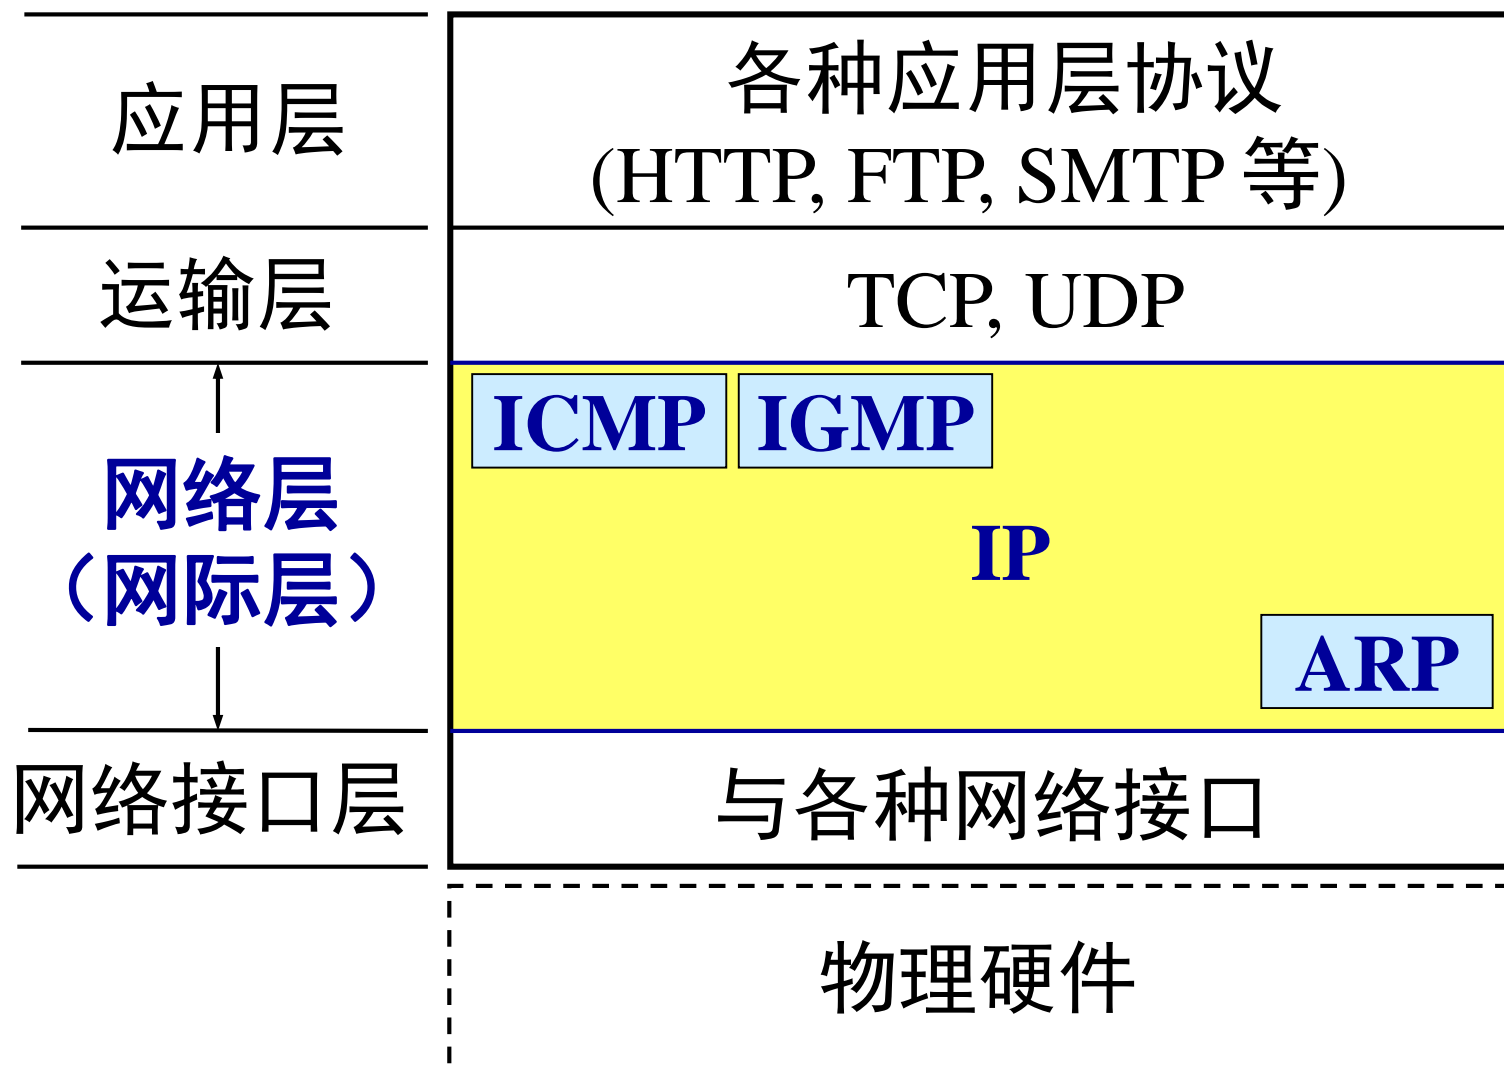 应用层
各种应用层协议
(HTTP, FTP, SMTP 等)
运输层
TCP, UDP
ICMP
IGMP
网络层
（网际层）
IP
ARP
网络接口层
与各种网络接口
物理硬件